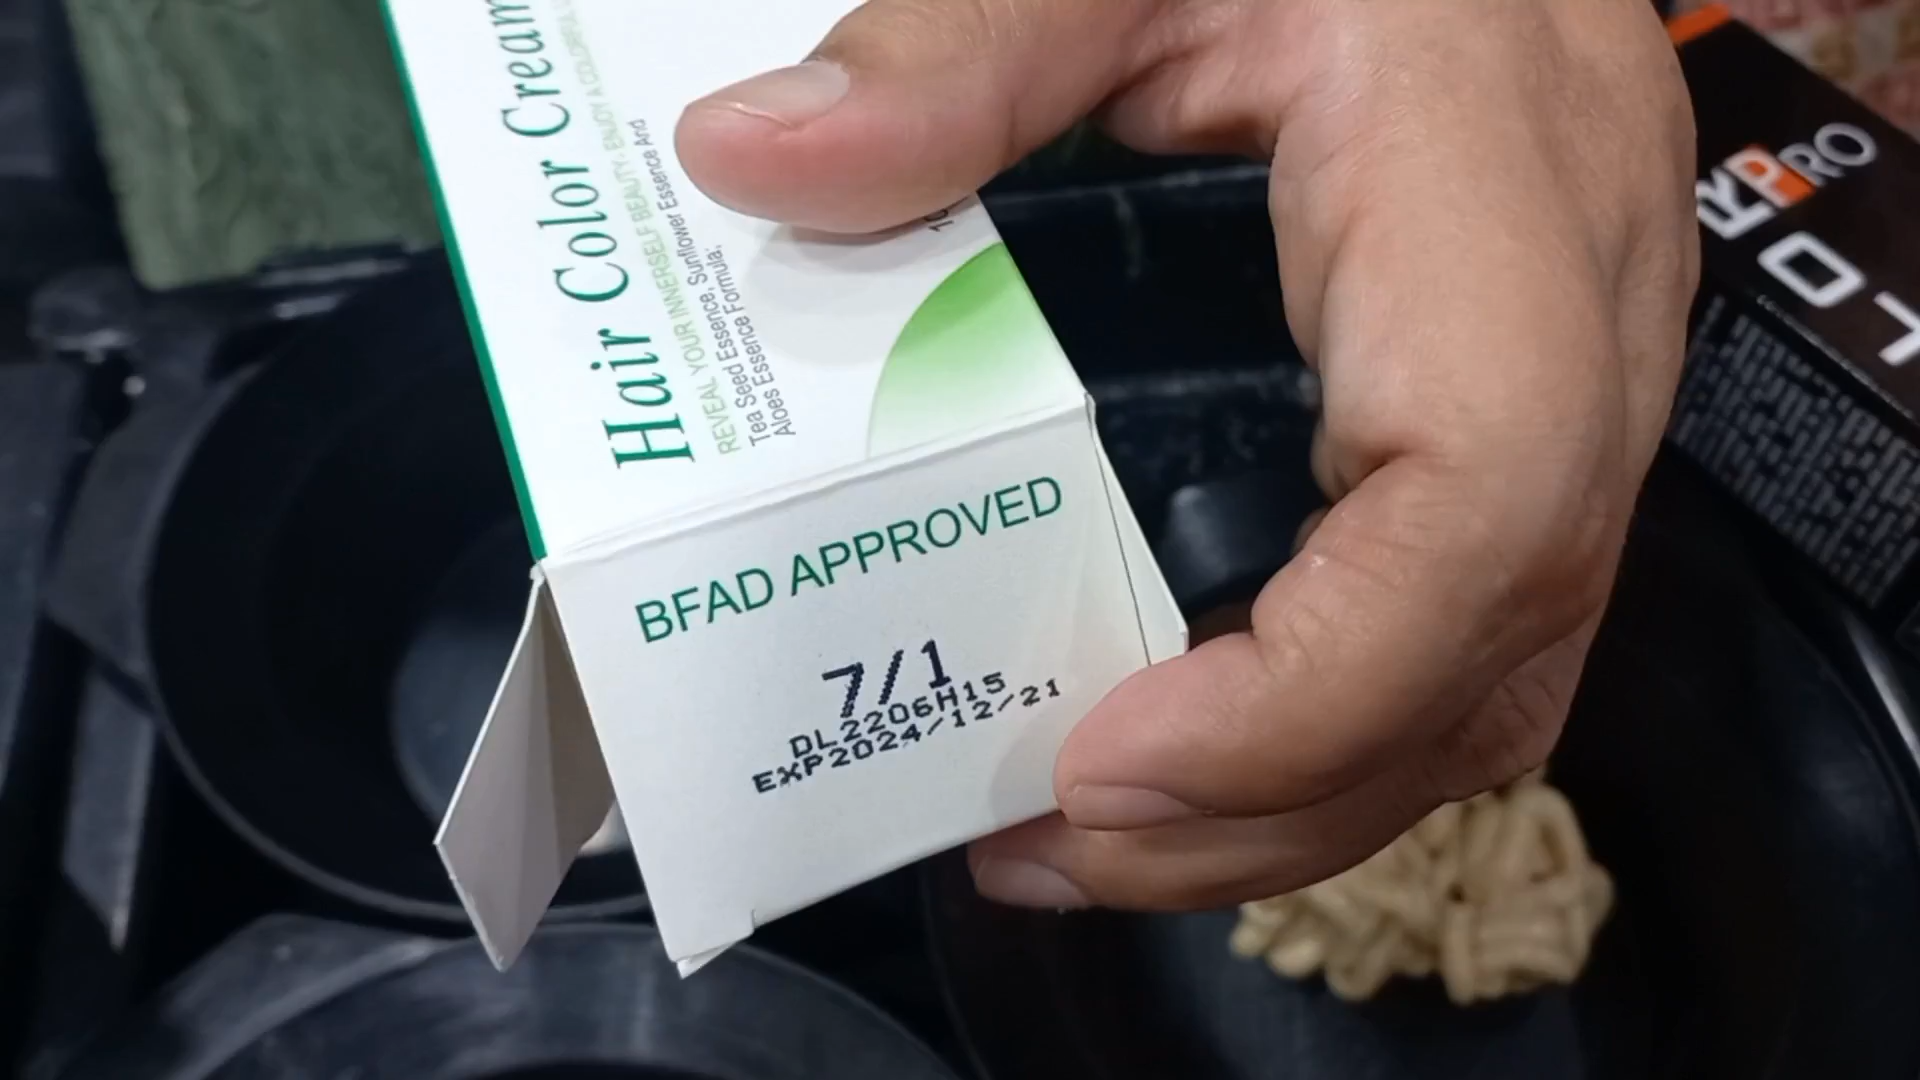 Hair Color Cream
REVEAL YOUR INNERSELF BEAUTY, ENJOY A
Tea Seed Essence, Sunflower Essence And
Aloes Essence Formula,
BFAD APPROVED
7/1
DL2206H15
EXP2024/12/21
PRO
LO